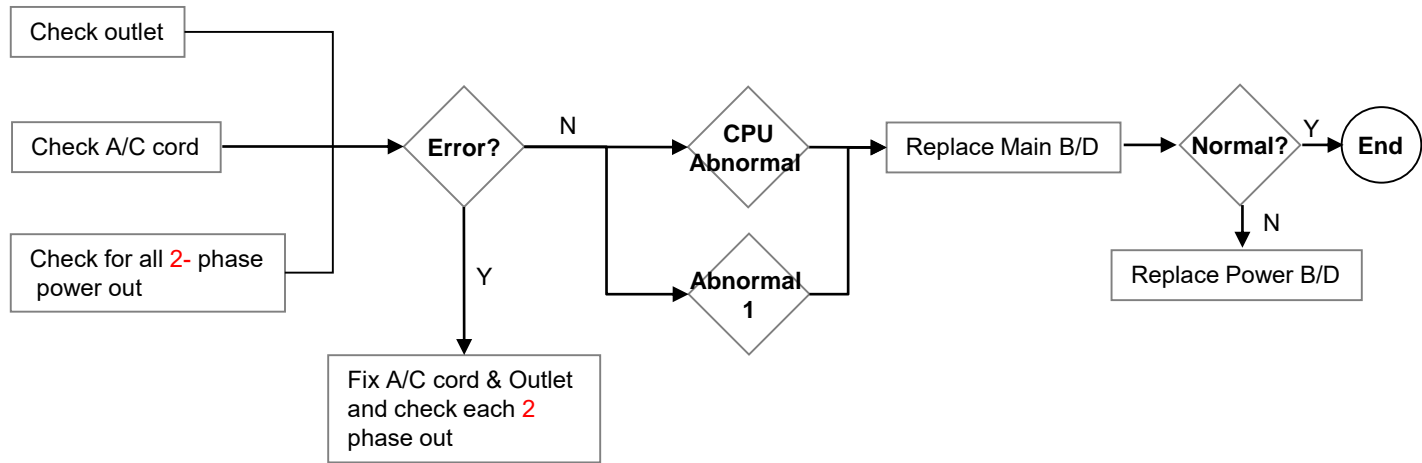 Check outlet
Check A/C cord
Check for all 2- phase
power out
Error?
N
Y
Fix A/C cord & Outlet
and check each 2
phase out
CPU
Abnormal
Abnormal
1
Replace Main B/D
Normal?
Y
End
N
Replace Power B/D